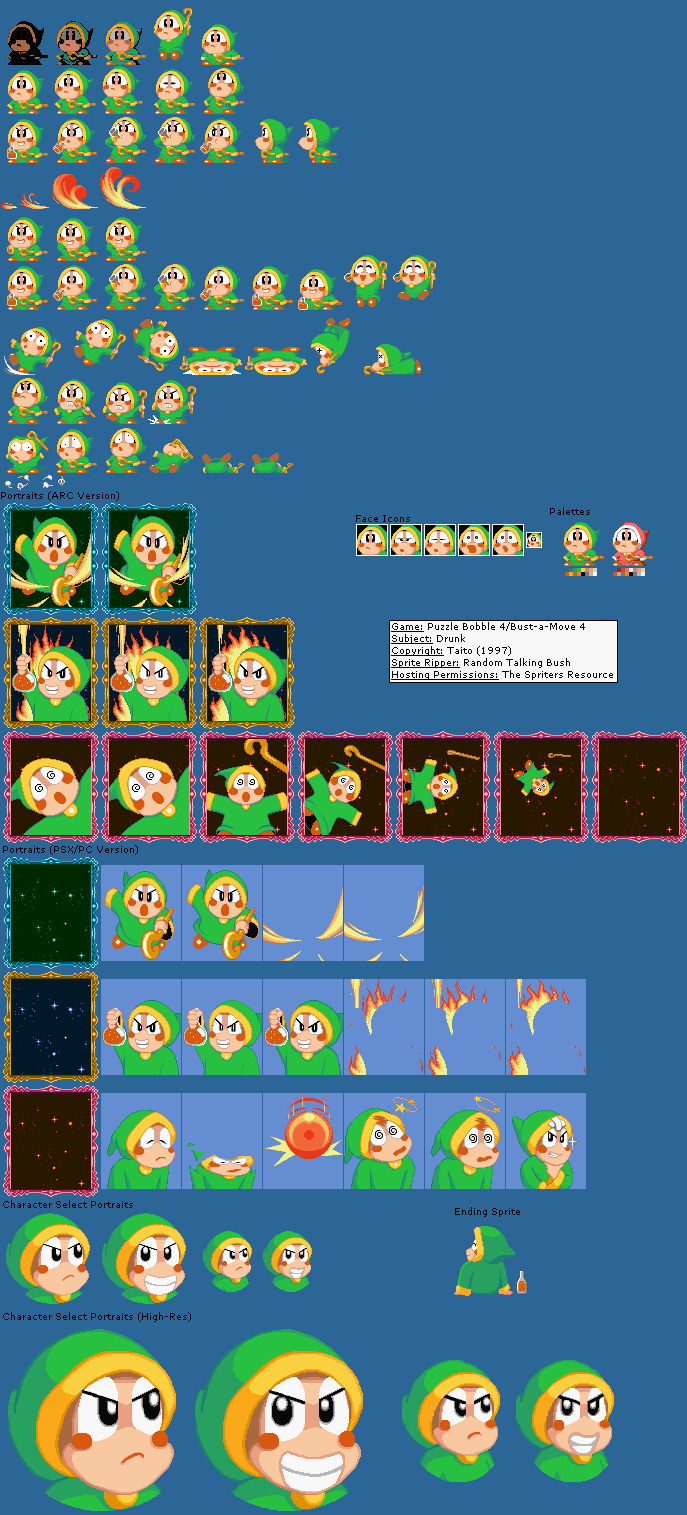 Portraits (ARC Version)
Face Icons
Palettes
Game: Puzzle Bobble 4/Bust-a-Move 4
Subject: Drunk
Copyright: Taito (1997)
Sprite Ripper: Random Talking Bush
Hosting Permissions: The Spriters Resource
Portraits (PSX/PC Version)
Character Select Portraits
Ending Sprite
Character Select Portraits (High-Res)